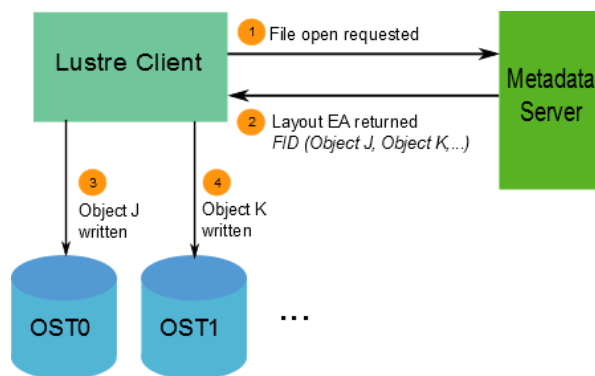 1 File open requested
Lustre Client
Metadata
Server
2 Layout EA returned
FID (Object J, Object K,...)
3
Object J
written
4
Object K
written
OST0
OST1
...